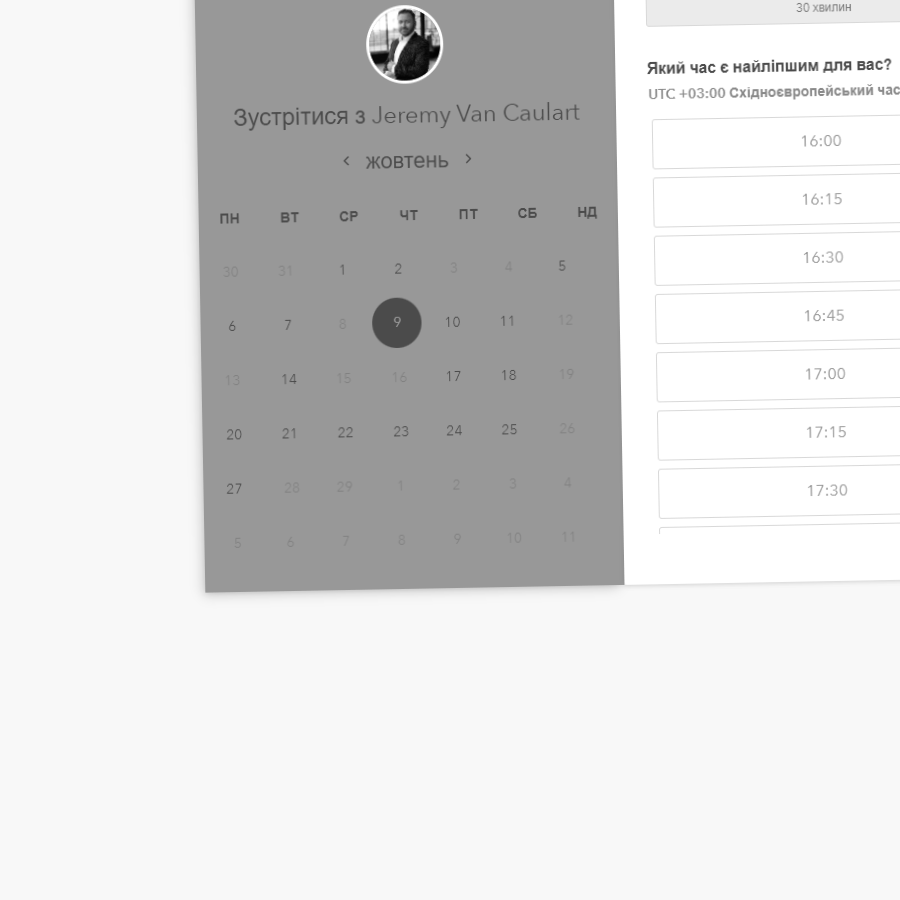 Зустрітися з Jeremy Van Caulart
‹ жовтень ›
ПН ВТ СР ЧТ ПТ СБ НД
30 31 1 2 3 4 5
6 7 8 9 10 11 12
13 14 15 16 17 18 19
20 21 22 23 24 25 26
27 28 29 1 2 3 4
5 6 7 8 9 10 11
30 хвилин
Який час є найліпшим для вас?
UTC +03:00 Східноєвропейський час
16:00
16:15
16:30
16:45
17:00
17:15
17:30